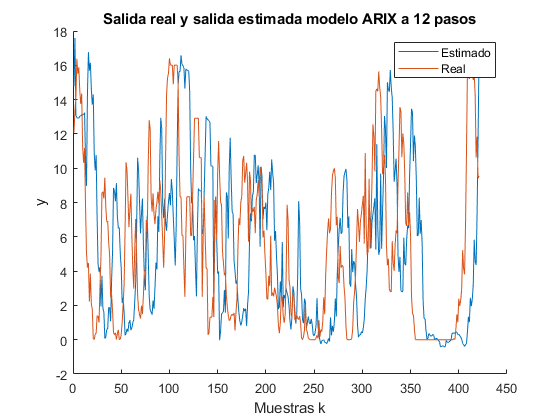 Salida real y salida estimada modelo ARIX a 12 pasos
Estimado
Real
18
16
14
12
10
8
6
4
2
0
-2
y
0 50 100 150 200 250 300 350 400 450
Muestras k